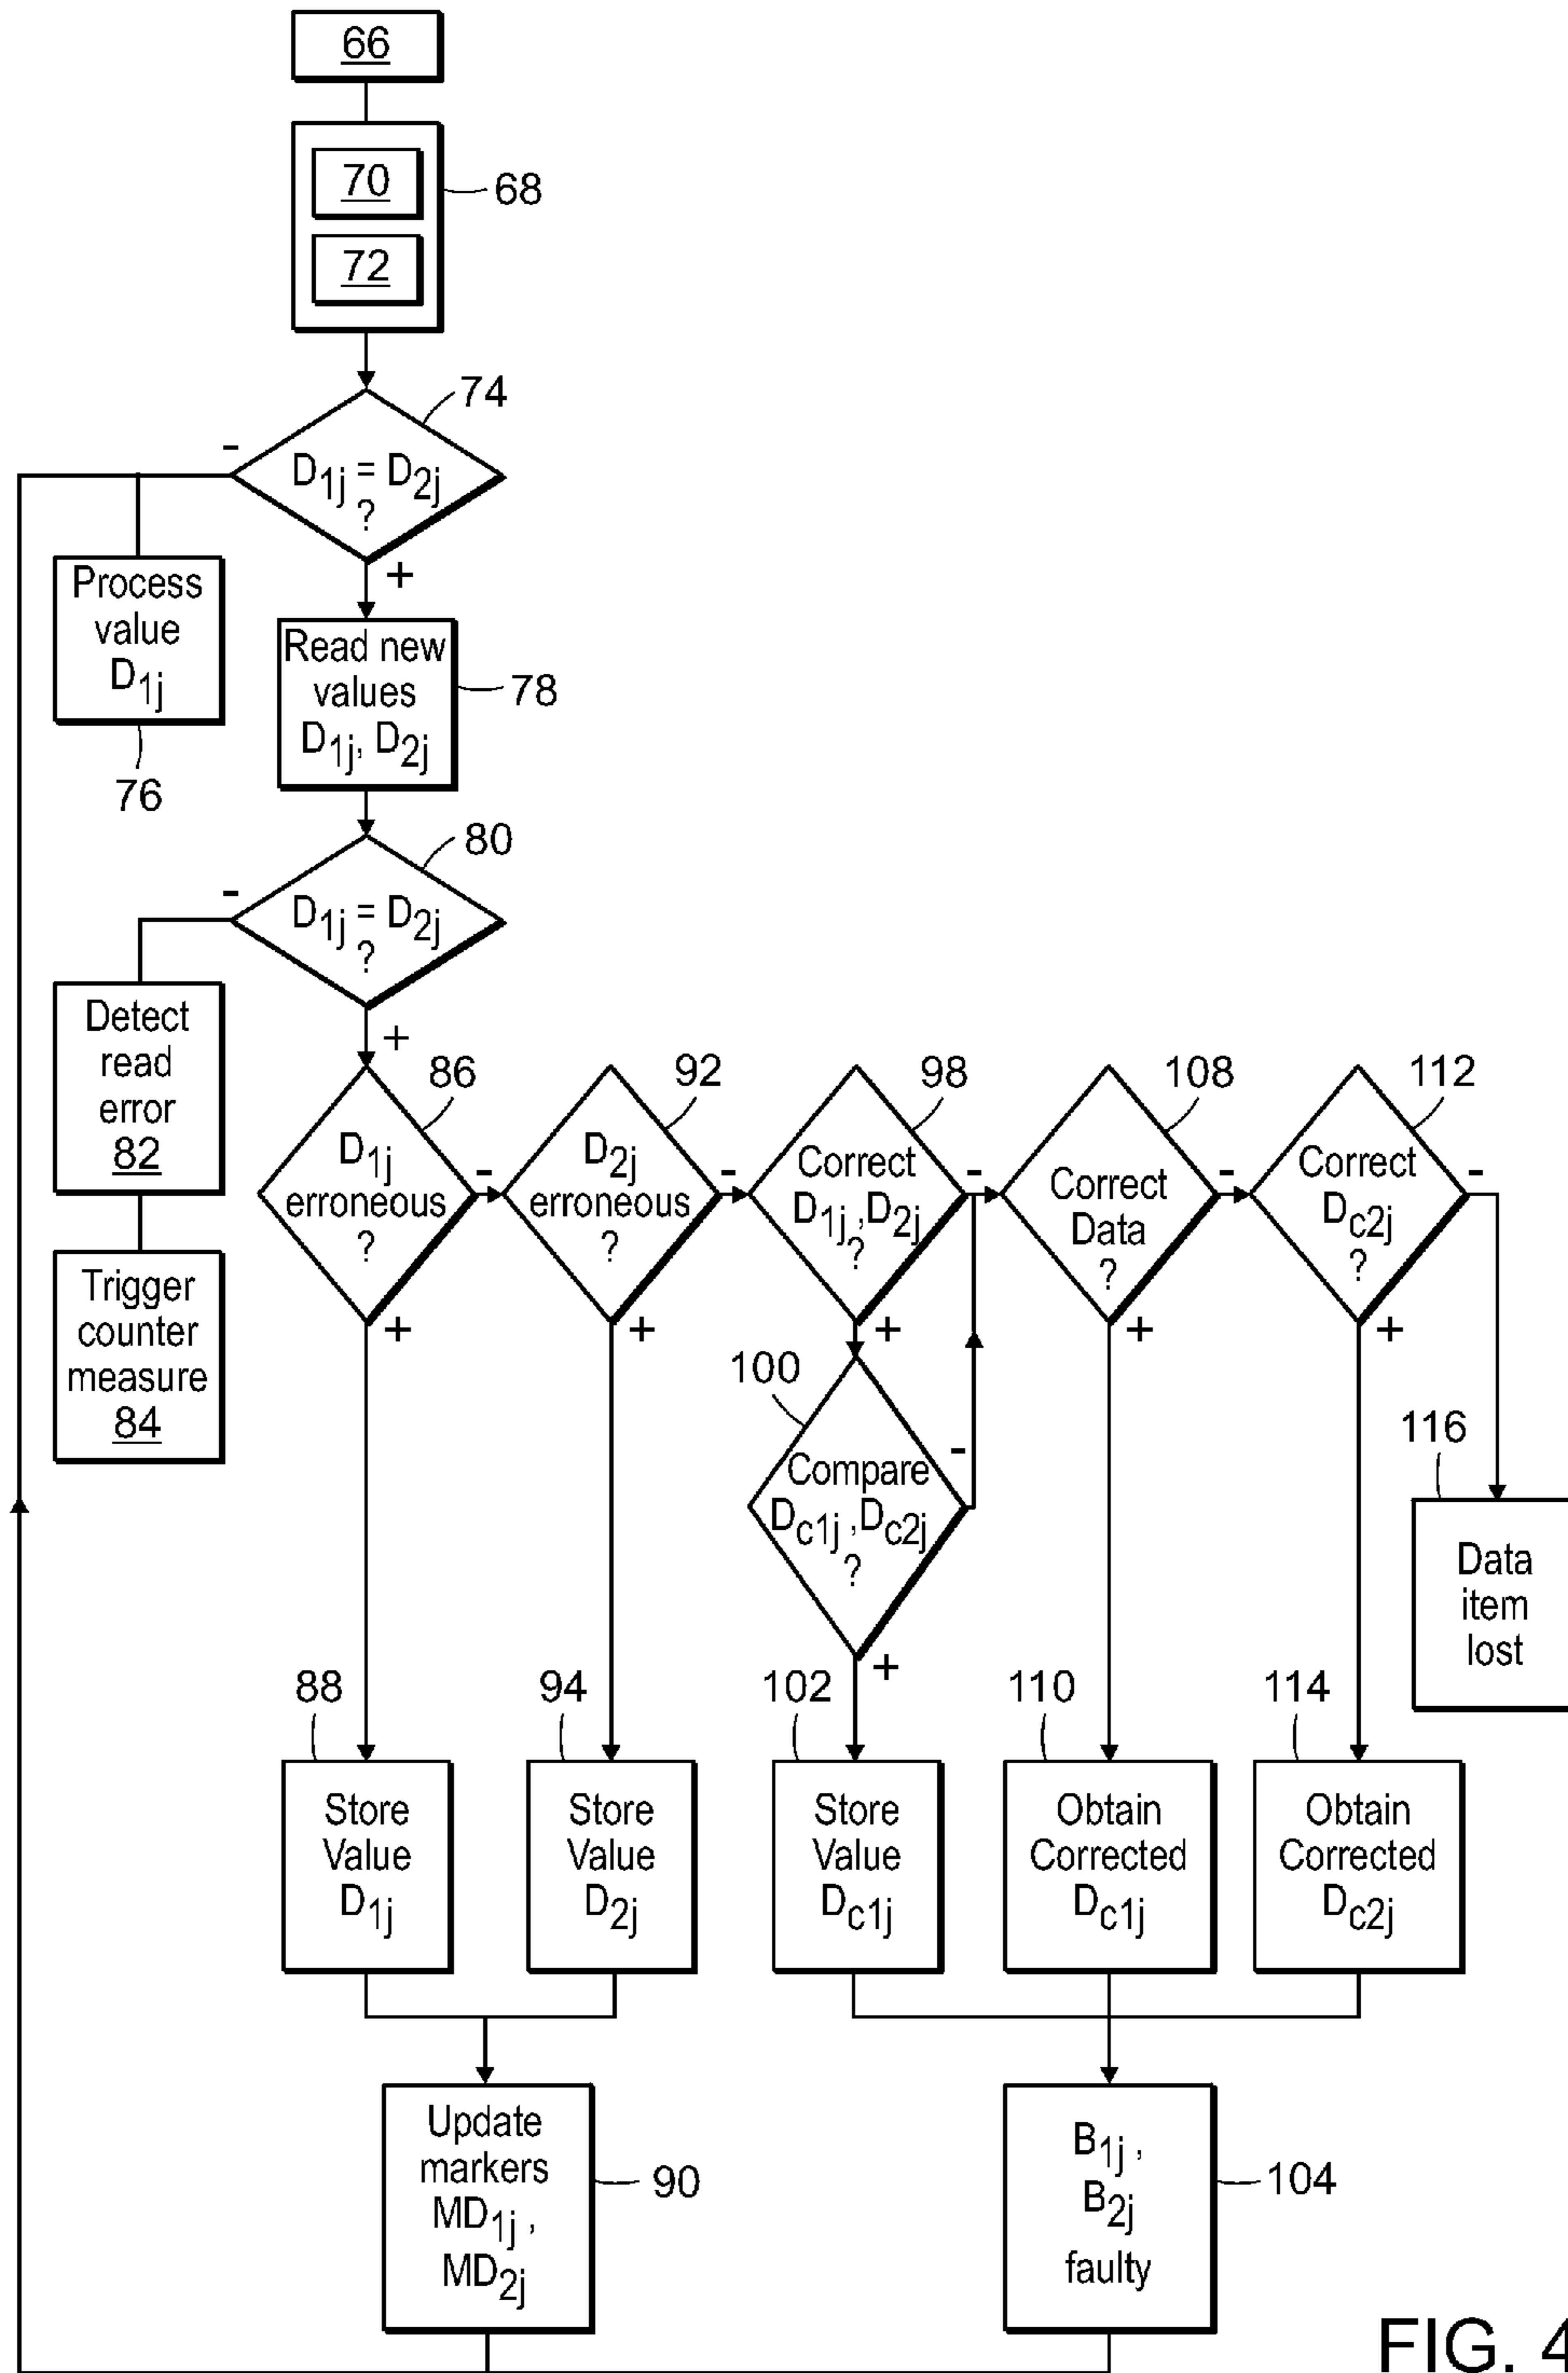 66
70
68
72
74
-
D1j = D2j
?
+
Process
value
D1j
76
Read new
values
D1j, D2j
78
80
-
D1j = D2j
?
+
Detect
read
error
82
Trigger
counter
measure
84
86
D1j
erroneous
?
-
+
92
D2j
erroneous
?
-
+
98
Correct
D1j, D2j
?
-
+
108
Correct
Data
?
-
+
112
Correct
Dc2j
?
-
+
100
Compare
Dc1j, Dc2j
?
-
+
116
Data
item
lost
88
Store
Value
D1j
94
Store
Value
D2j
102
Store
Value
Dc1j
110
Obtain
Corrected
Dc1j
114
Obtain
Corrected
Dc2j
Update
markers
MD1j,
MD2j
90
B1j,
B2j
faulty
104
FIG. 4